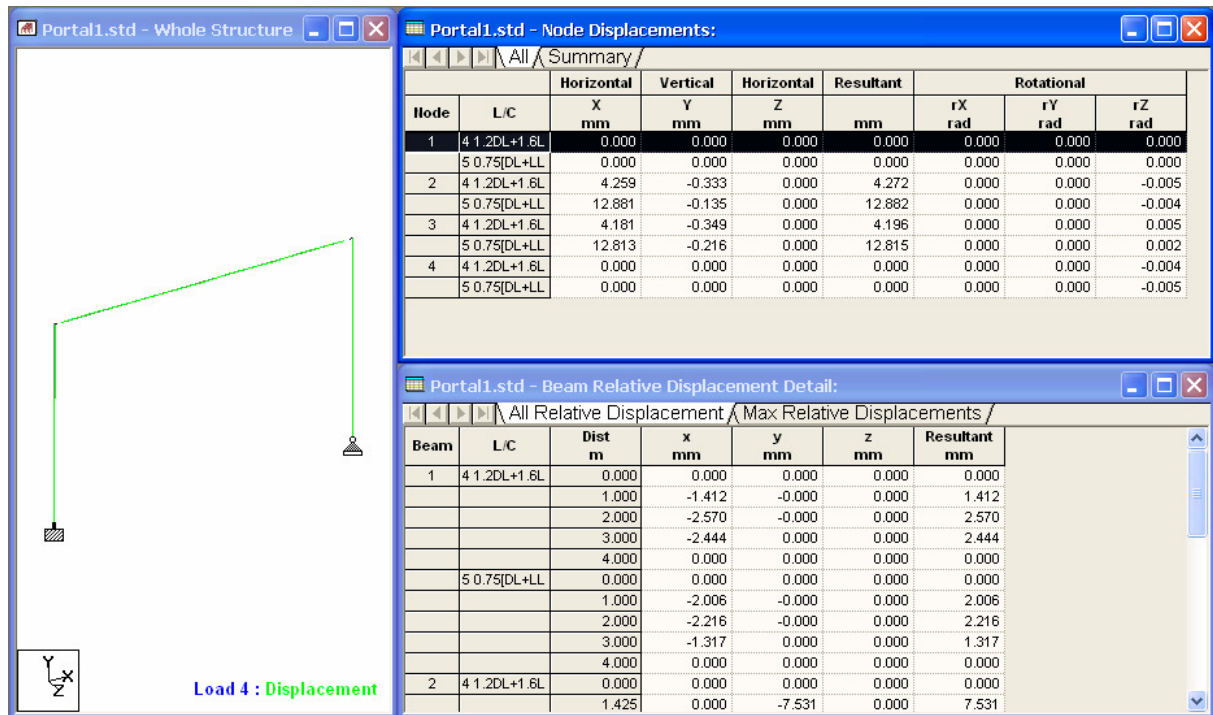 Portal1.std - Whole Structure
Y
X
Z
Load 4 : Displacement
Portal1.std - Node Displacements:
All Summary
Horizontal Vertical Horizontal Resultant Rotational
Node L/C X mm Y mm Z mm mm rX rad rY rad rZ rad
1 4 1.2DL+1.6L 0.000 0.000 0.000 0.000 0.000 0.000 0.000
5 0.75[DL+LL 0.000 0.000 0.000 0.000 0.000 0.000 0.000
2 4 1.2DL+1.6L 4.259 -0.333 0.000 4.272 0.000 0.000 -0.005
5 0.75[DL+LL 12.881 -0.135 0.000 12.882 0.000 0.000 -0.004
3 4 1.2DL+1.6L 4.181 -0.349 0.000 4.196 0.000 0.000 0.005
5 0.75[DL+LL 12.813 -0.216 0.000 12.815 0.000 0.000 0.002
4 4 1.2DL+1.6L 0.000 0.000 0.000 0.000 0.000 0.000 -0.004
5 0.75[DL+LL 0.000 0.000 0.000 0.000 0.000 0.000 -0.005
Portal1.std - Beam Relative Displacement Detail:
All Relative Displacement Max Relative Displacements
Beam L/C Dist m x mm y mm z mm Resultant mm
1 4 1.2DL+1.6L 0.000 0.000 0.000 0.000 0.000
1.000 -1.412 -0.000 0.000 1.412
2.000 -2.570 -0.000 0.000 2.570
3.000 -2.444 0.000 0.000 2.444
4.000 0.000 0.000 0.000 0.000
5 0.75[DL+LL 0.000 0.000 0.000 0.000 0.000
1.000 -2.006 -0.000 0.000 2.006
2.000 -2.216 -0.000 0.000 2.216
3.000 -1.317 0.000 0.000 1.317
4.000 0.000 0.000 0.000 0.000
2 4 1.2DL+1.6L 0.000 0.000 0.000 0.000 0.000
1.425 0.000 -7.531 0.000 7.531